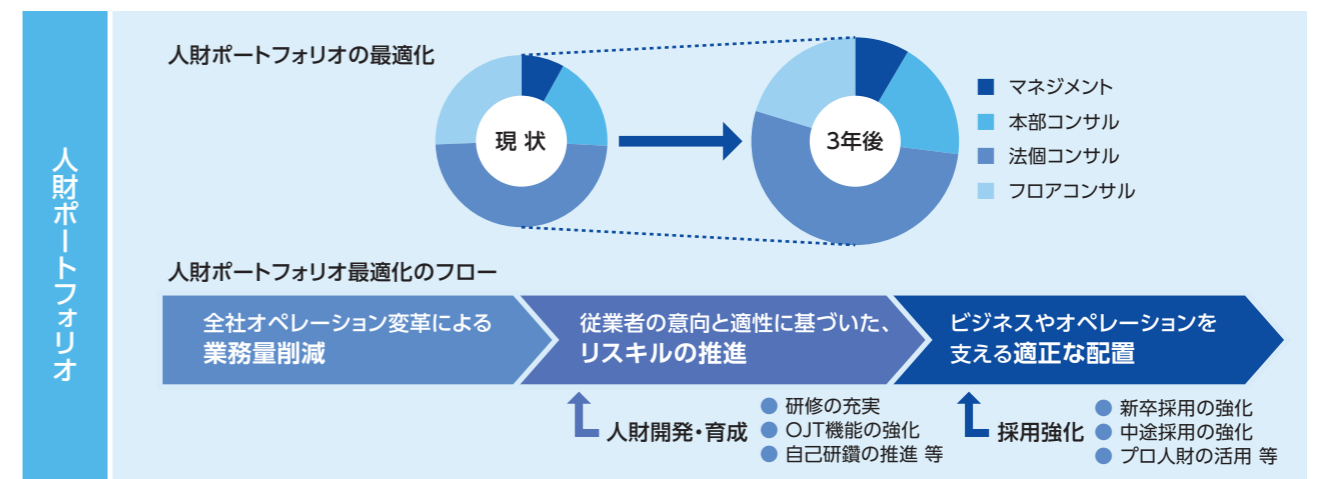 人財ポートフォリオ
人財ポートフォリオの最適化
現 状
3年後
マネジメント
本部コンサル
法個コンサル
フロアコンサル
人財ポートフォリオ最適化のフロー
全社オペレーション変革による
業務量削減
従業者の意向と適性に基づいた、
リスキルの推進
ビジネスやオペレーションを
支える適正な配置
人財開発・育成
● 研修の充実
● OJT機能の強化
● 自己研鑽の推進 等
採用強化
● 新卒採用の強化
● 中途採用の強化
● プロ人財の活用 等